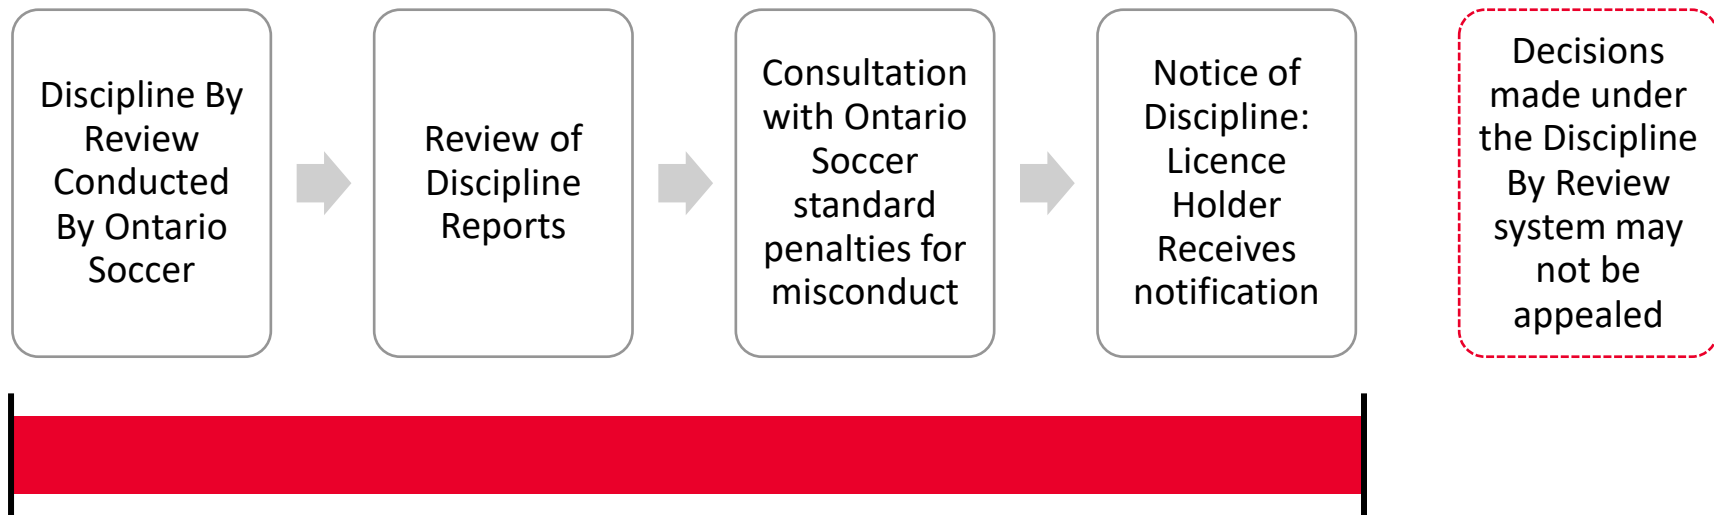 Discipline By
Review
Conducted
By Ontario
Soccer
Review of
Discipline
Reports
Consultation
with Ontario
Soccer
standard
penalties for
misconduct
Notice of
Discipline:
Licence
Holder
Receives
notification
Decisions
made under
the Discipline
By Review
system may
not be
appealed